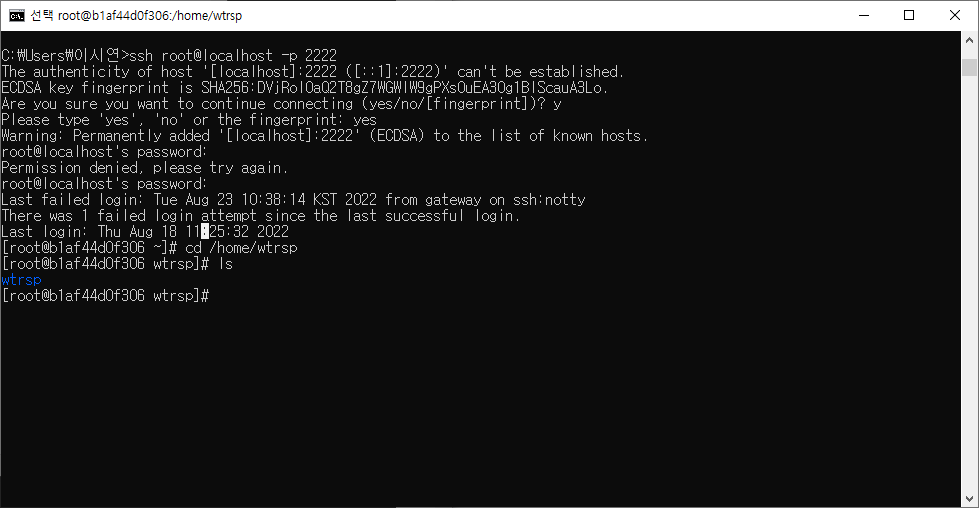 선택 root@b1af44d0f306:/home/wtrsp
C:\Users\이시연>ssh root@localhost -p 2222
The authenticity of host '[localhost]:2222 ([::1]:2222)' can't be established.
ECDSA key fingerprint is SHA256:DVjRolOaQ2T8gZ7WGWlW9gPXsOuEA3Og1BlScauA3Lo.
Are you sure you want to continue connecting (yes/no/[fingerprint])? y
Please type 'yes', 'no' or the fingerprint: yes
Warning: Permanently added '[localhost]:2222' (ECDSA) to the list of known hosts.
root@localhost's password:
Permission denied, please try again.
root@localhost's password:
Last failed login: Tue Aug 23 10:38:14 KST 2022 from gateway on ssh:notty
There was 1 failed login attempt since the last successful login.
Last login: Thu Aug 18 11:25:32 2022
[root@b1af44d0f306 ~]# cd /home/wtrsp
[root@b1af44d0f306 wtrsp]# ls
wtrsp
[root@b1af44d0f306 wtrsp]#